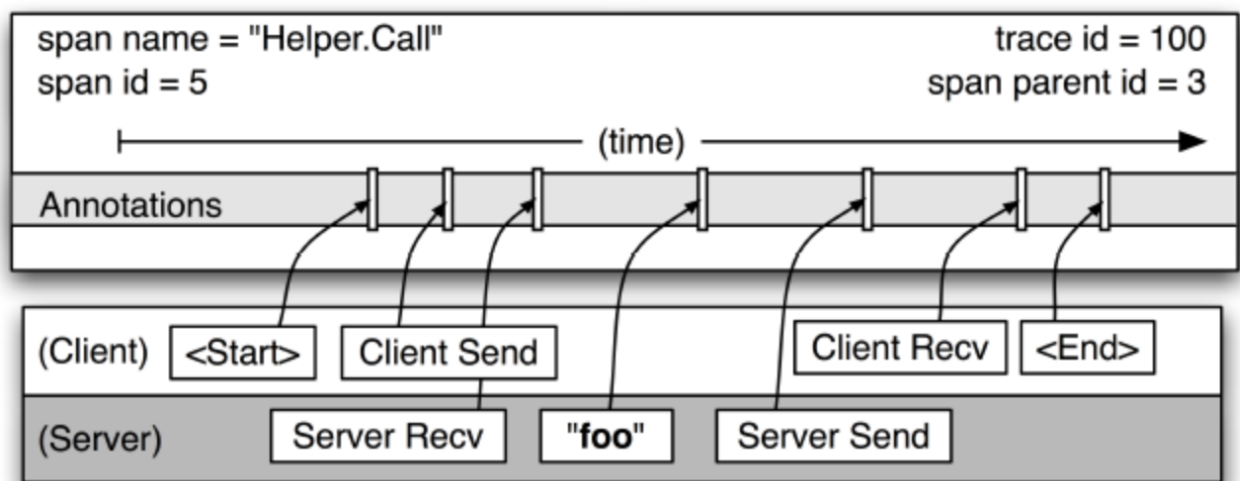 span name = "Helper.Call"
trace id = 100
span id = 5
span parent id = 3
(time)
Annotations
(Client)
<Start>
Client Send
Client Recv
<End>
(Server)
Server Recv
"foo"
Server Send